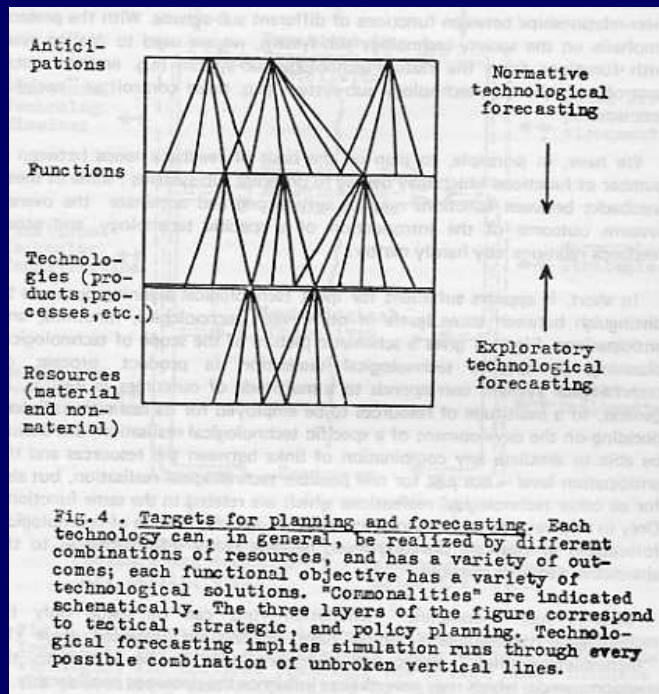 Antici-
pations
Functions
Technolo-
gies (pro-
ducts,pro-
cesses,etc.)
Resources
(material
and non-
material)
Normative
technological
forecasting
Exploratory
technological
forecasting
Fig.4 . Targets for planning and forecasting. Each
technology can, in general, be realized by different
combinations of resources, and has a variety of out-
comes; each functional objective has a variety of
technological solutions. "Commonalities" are indicated
schematically. The three layers of the figure correspond
to tactical, strategic, and policy planning. Technolo-
gical forecasting implies simulation runs through every
possible combination of unbroken vertical lines.